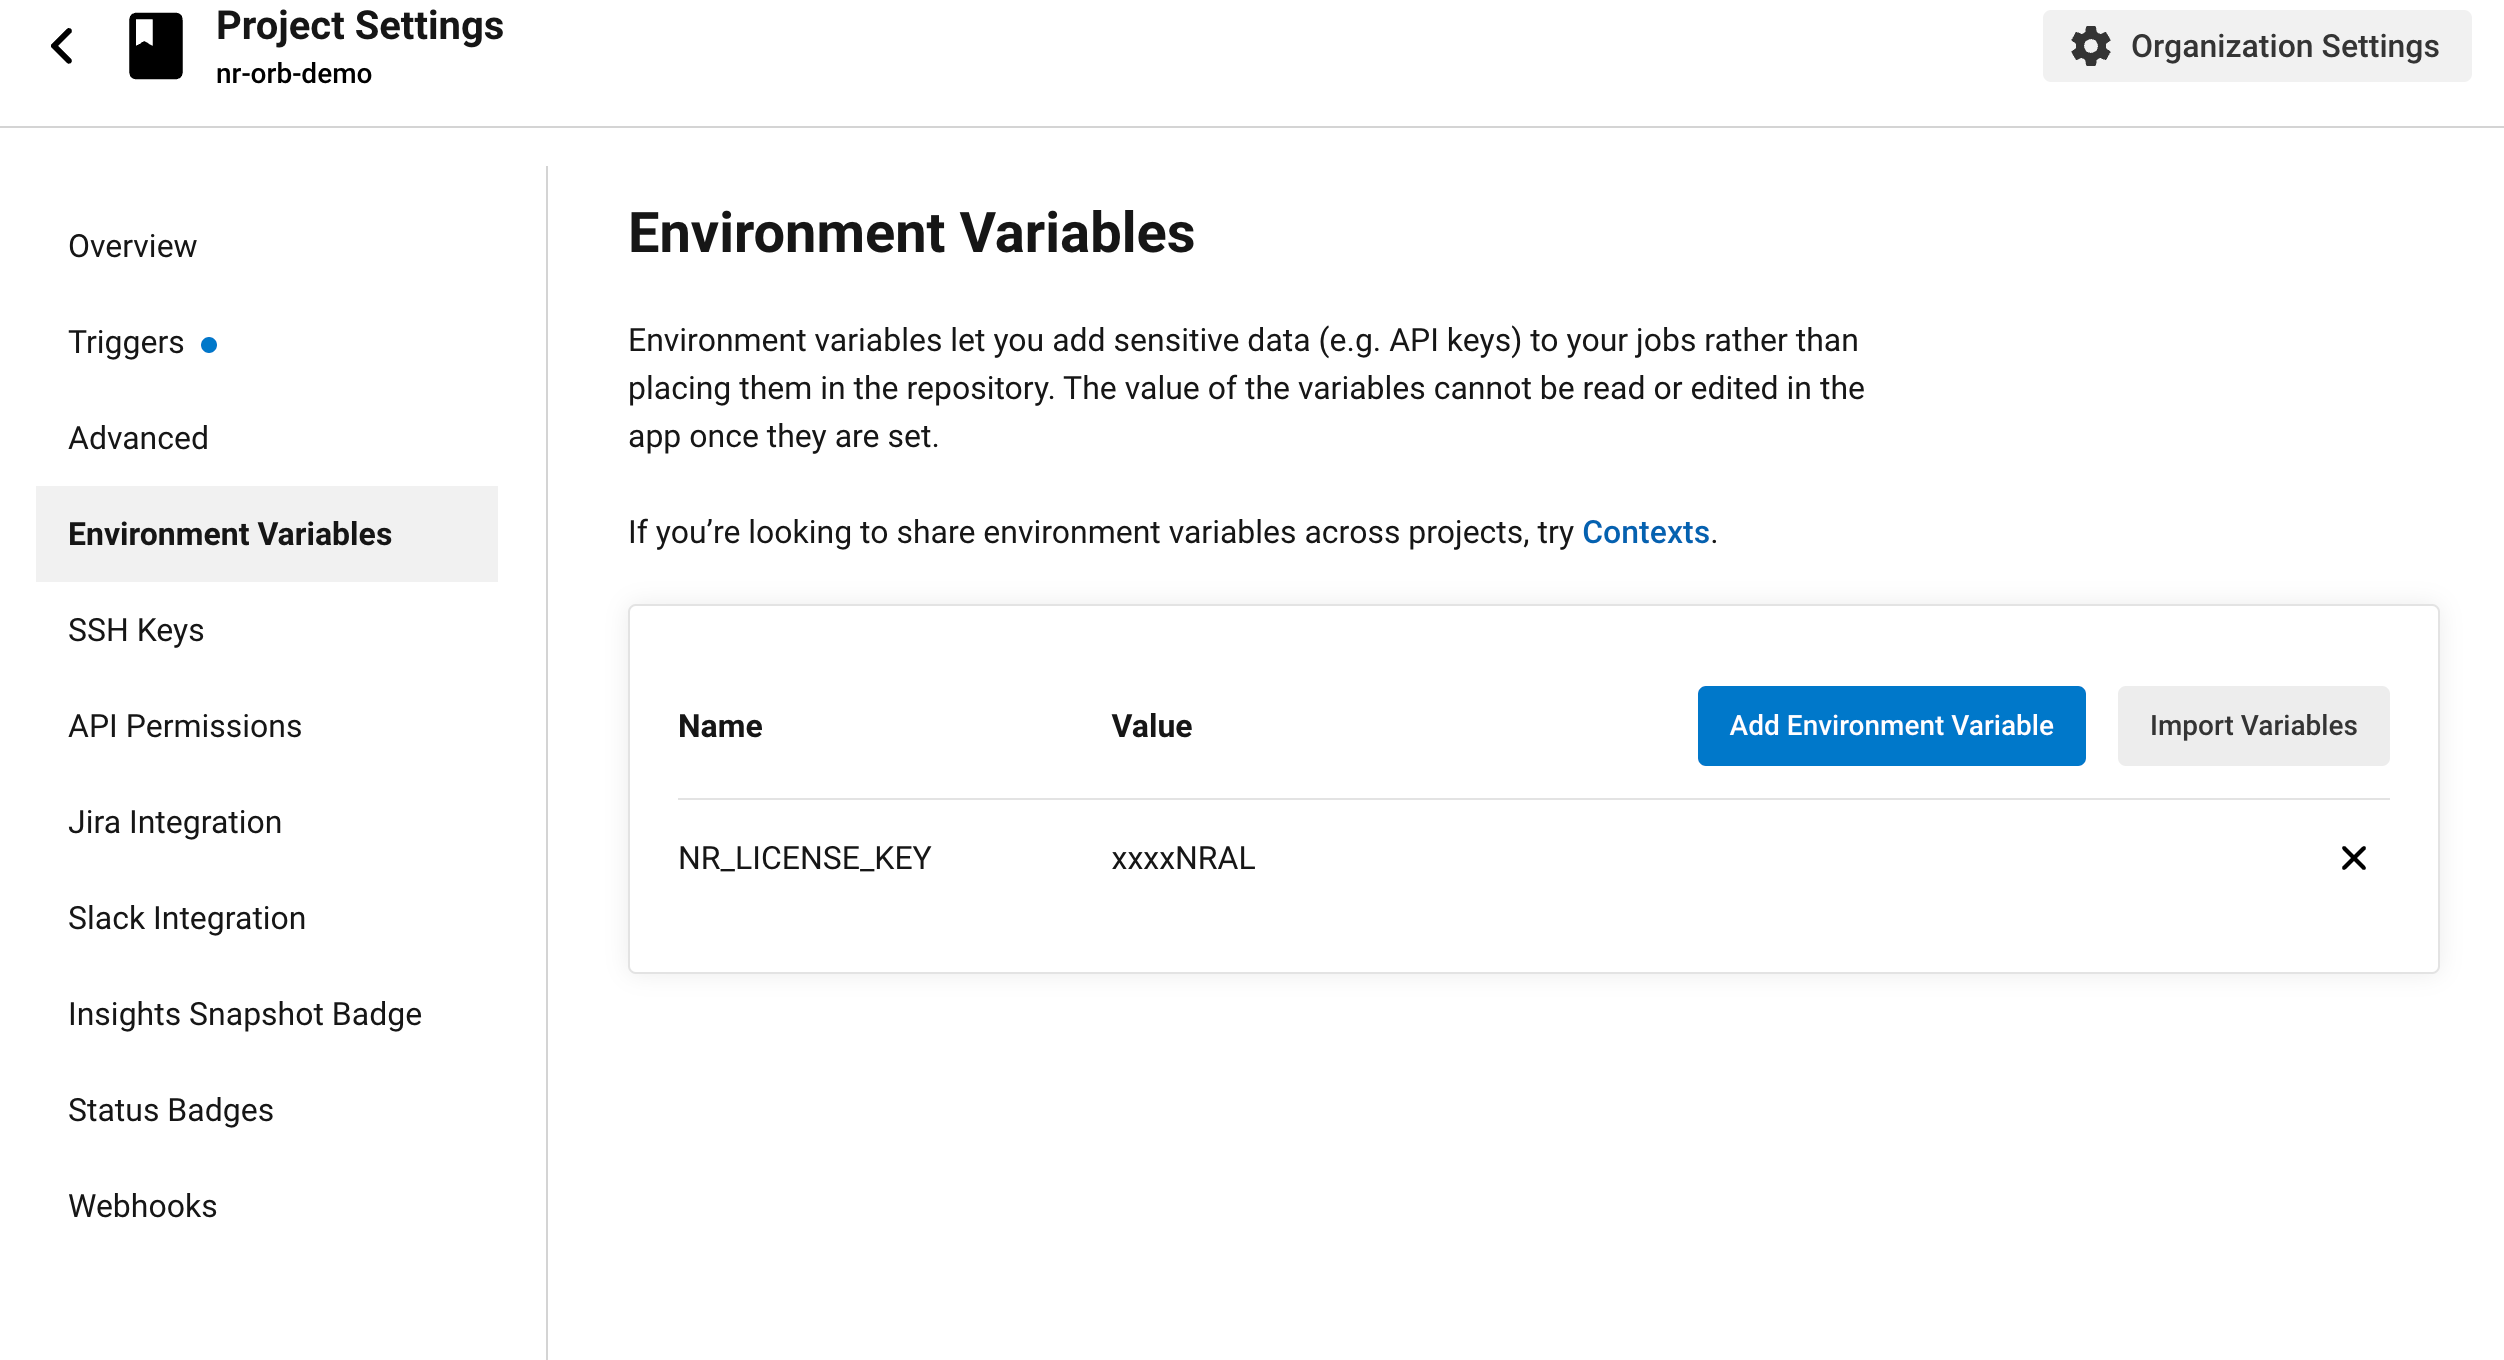 Project Settings
nr-orb-demo
Organization Settings
Overview
Triggers
Advanced
Environment Variables
SSH Keys
API Permissions
Jira Integration
Slack Integration
Insights Snapshot Badge
Status Badges
Webhooks
Environment Variables
Environment variables let you add sensitive data (e.g. API keys) to your jobs rather than
placing them in the repository. The value of the variables cannot be read or edited in the
app once they are set.
If you’re looking to share environment variables across projects, try Contexts.
Name Value Add Environment Variable Import Variables
NR_LICENSE_KEY xxxxNRAL